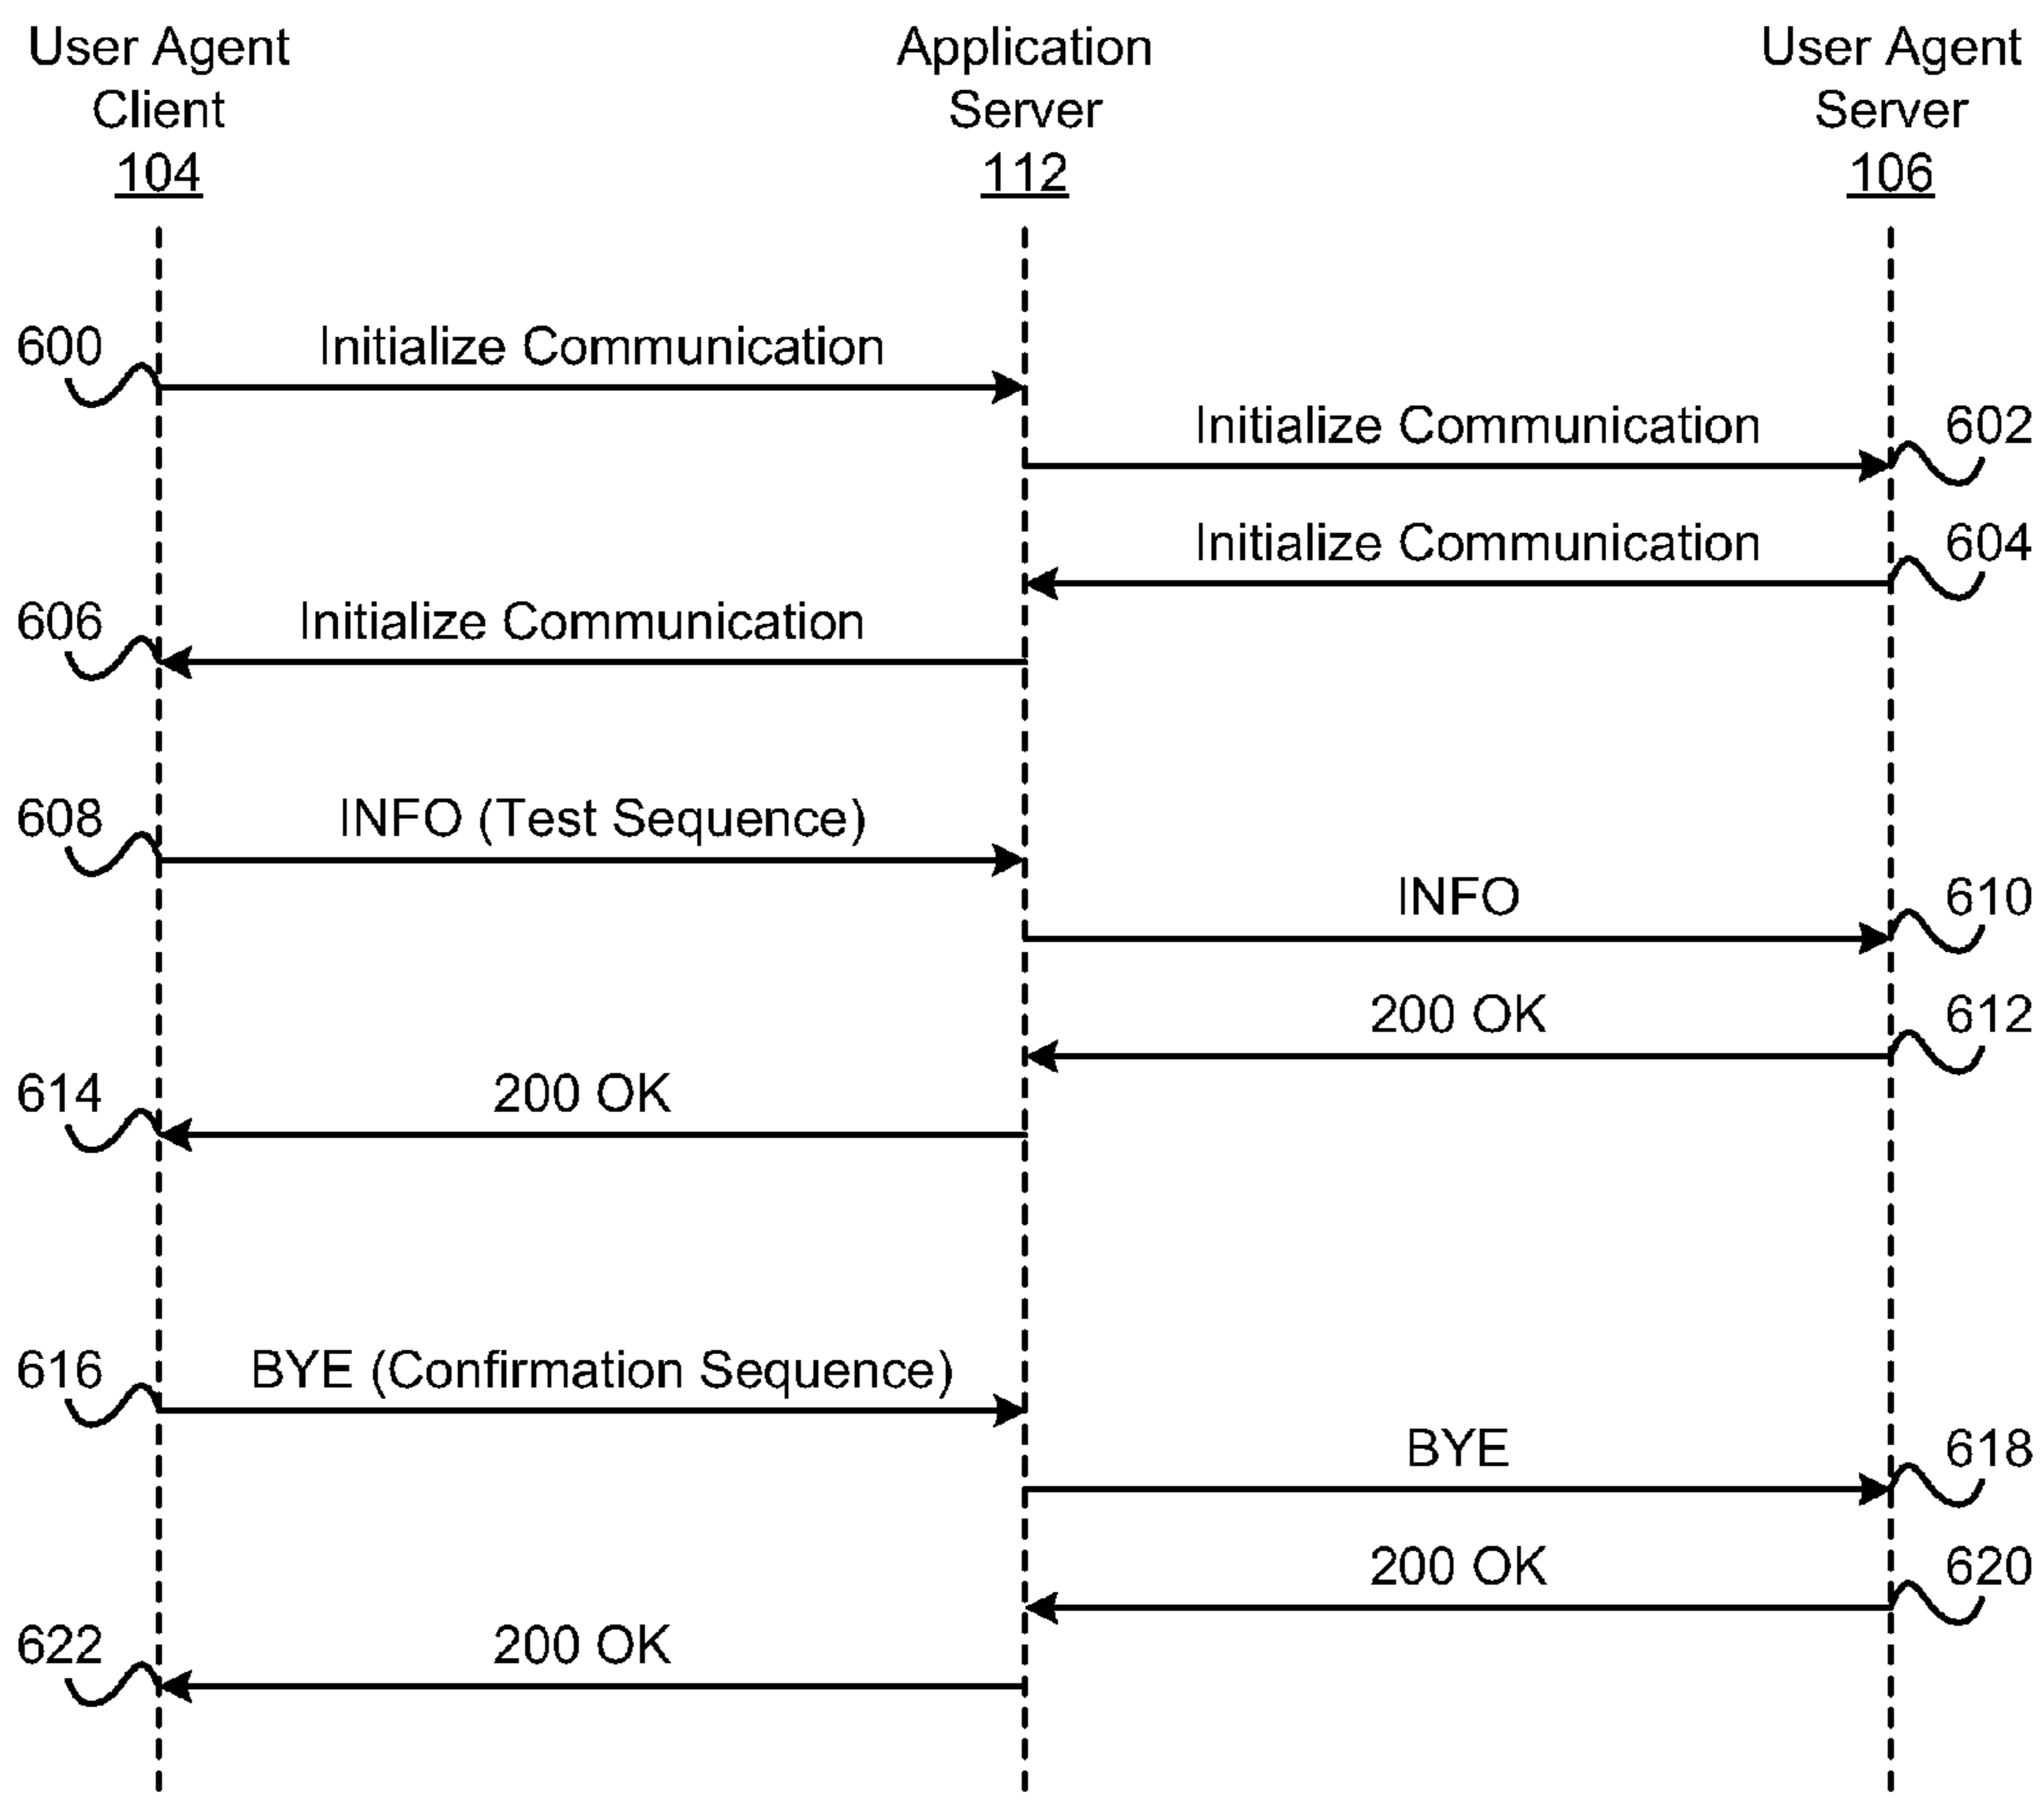 User Agent
Client
104
Application
Server
112
User Agent
Server
106
600
Initialize Communication
Initialize Communication
602
Initialize Communication
604
606
Initialize Communication
608
INFO (Test Sequence)
INFO
610
200 OK
612
614
200 OK
616
BYE (Confirmation Sequence)
BYE
618
200 OK
620
622
200 OK